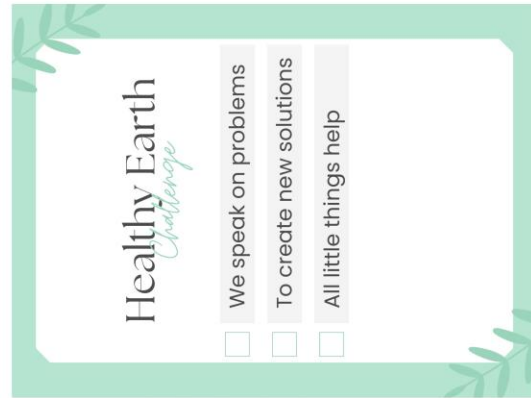 Healthy Earth
Challenge
We speak on problems
To create new solutions
All little things help